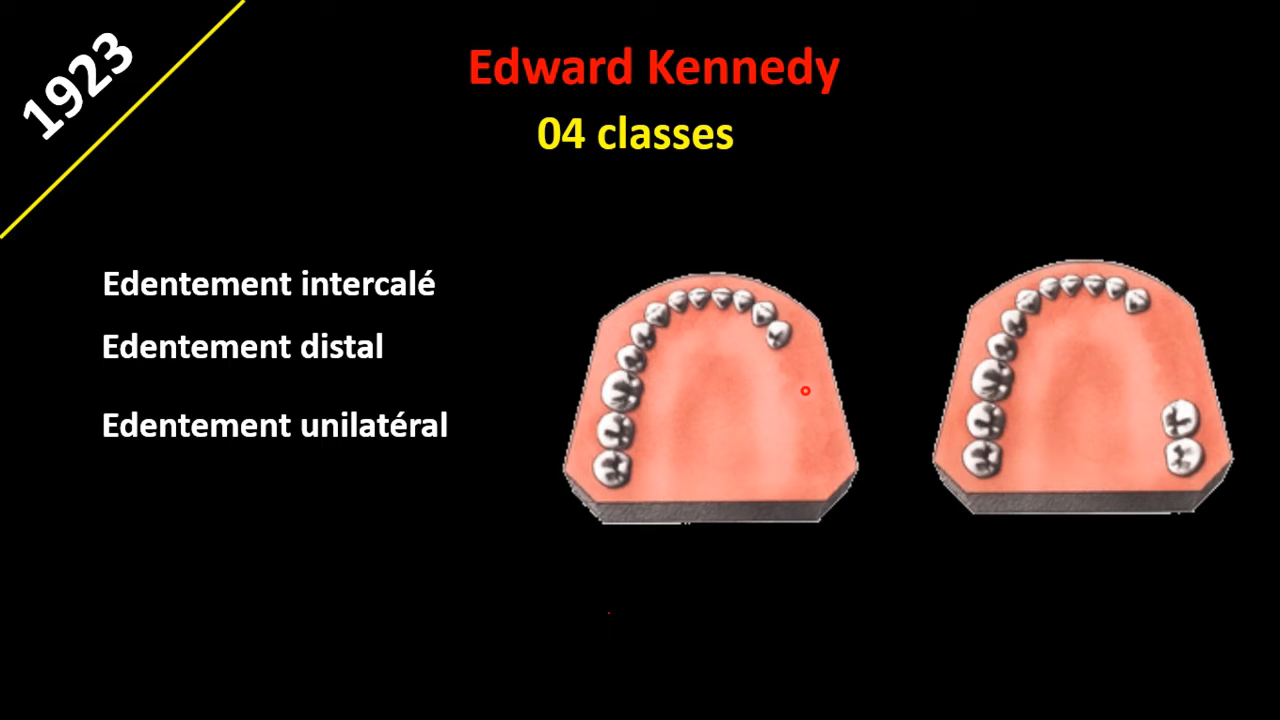 1923
Edward Kennedy
04 classes
Edentement intercalé
Edentement distal
Edentement unilatéral